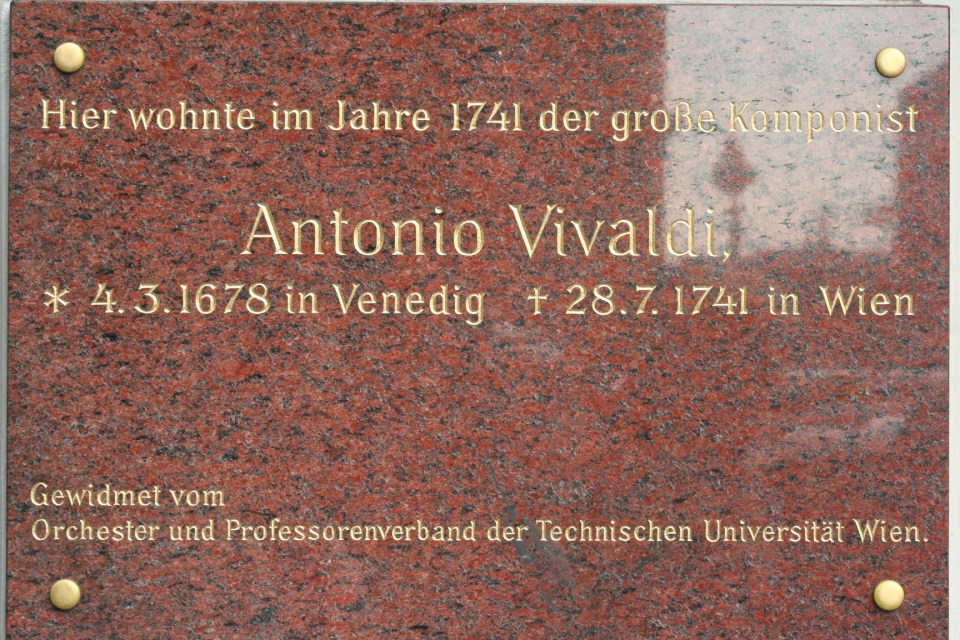 Hier wohnte im Jahre 1741 der große Komponist
Antonio Vivaldi,
* 4.3.1678 in Venedig † 28.7.1741 in Wien
Gewidmet vom
Orchester und Professorenverband der Technischen Universität Wien.